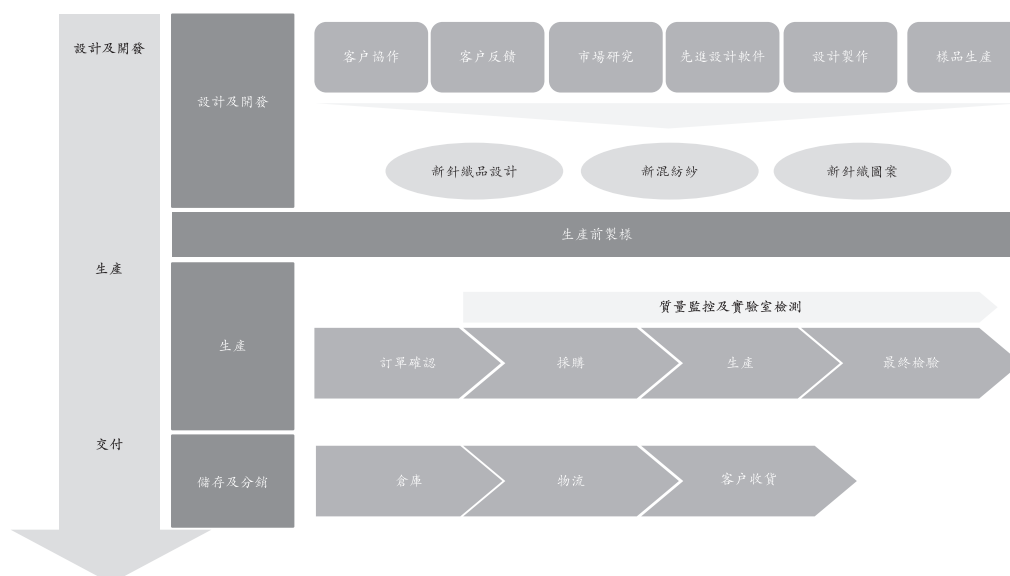 設計及開發
生產
交付
設計及開發
客户協作
客户反饋
市場研究
先進設計軟件
設計製作
樣品生產
新針織品設計
新混紡紗
新針織圖案
生產前製樣
生產
質量監控及實驗室檢測
訂單確認
採購
生產
最終檢驗
儲存及分銷
倉庫
物流
客户收貨